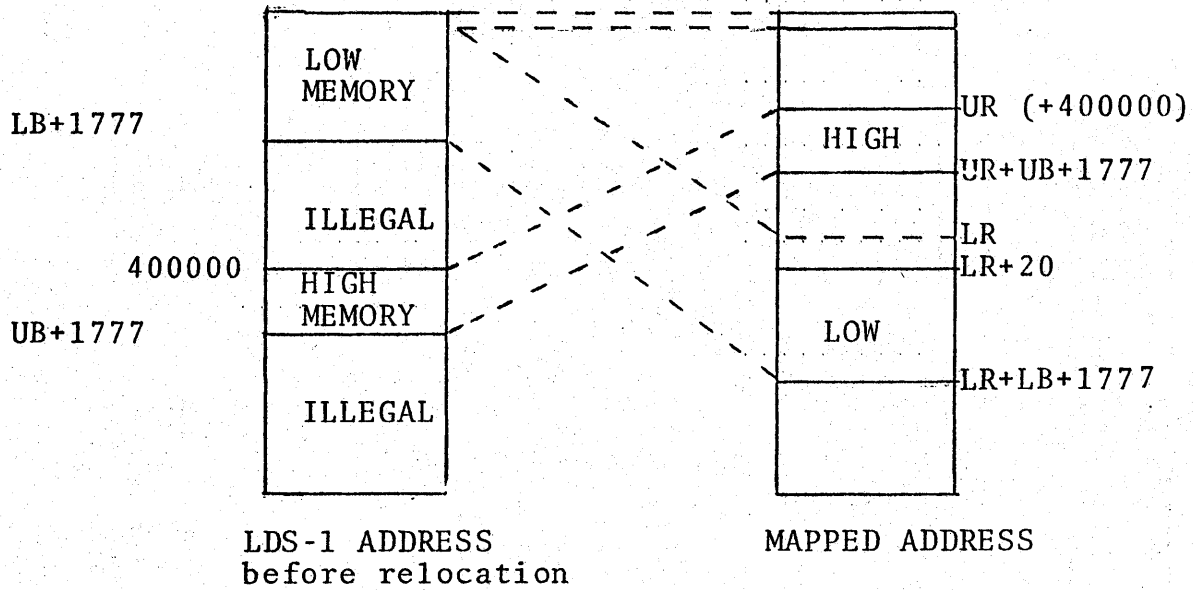 LOW
MEMORY
LB+1777
ILLEGAL
400000
HIGH
MEMORY
UB+1777
ILLEGAL
LDS-1 ADDRESS
before relocation
UR (+400000)
HIGH
UR+UB+1777
LR
LR+20
LOW
LR+LB+1777
MAPPED ADDRESS